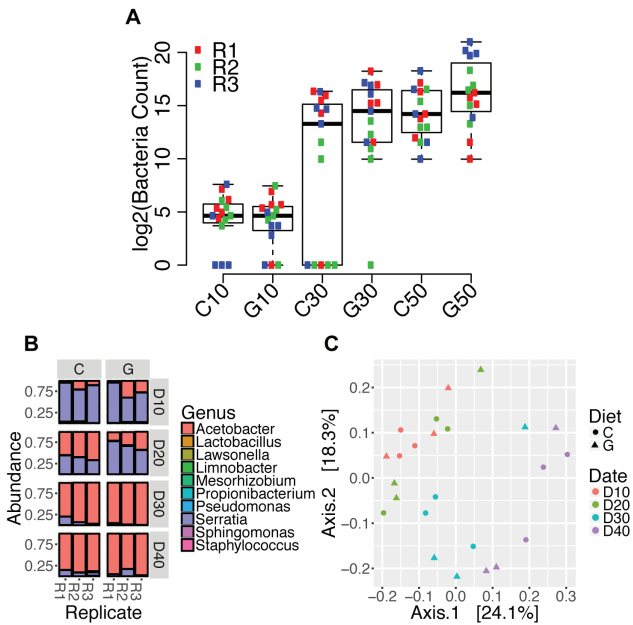 A
log2(Bacteria Count)
20
15
10
5
0
R1
R2
R3
C10 G10 C30 G30 C50 G50
B
C G
Abundance
0.75
0.25
D10
0.75
0.25
D20
0.75
0.25
D30
0.75
0.25
D40
R1 R2 R3 R1 R2 R3
Replicate
Genus
Acetobacter
Lactobacillus
Lawsonella
Limnobacter
Mesorhizobium
Propionibacterium
Pseudomonas
Serratia
Sphingomonas
Staphylococcus
C
Axis.2 [18.3%]
0.2
0.1
0.0
−0.1
−0.2
−0.2 −0.1 0.0 0.1 0.2 0.3
Axis.1 [24.1%]
Diet
C
G
Date
D10
D20
D30
D40